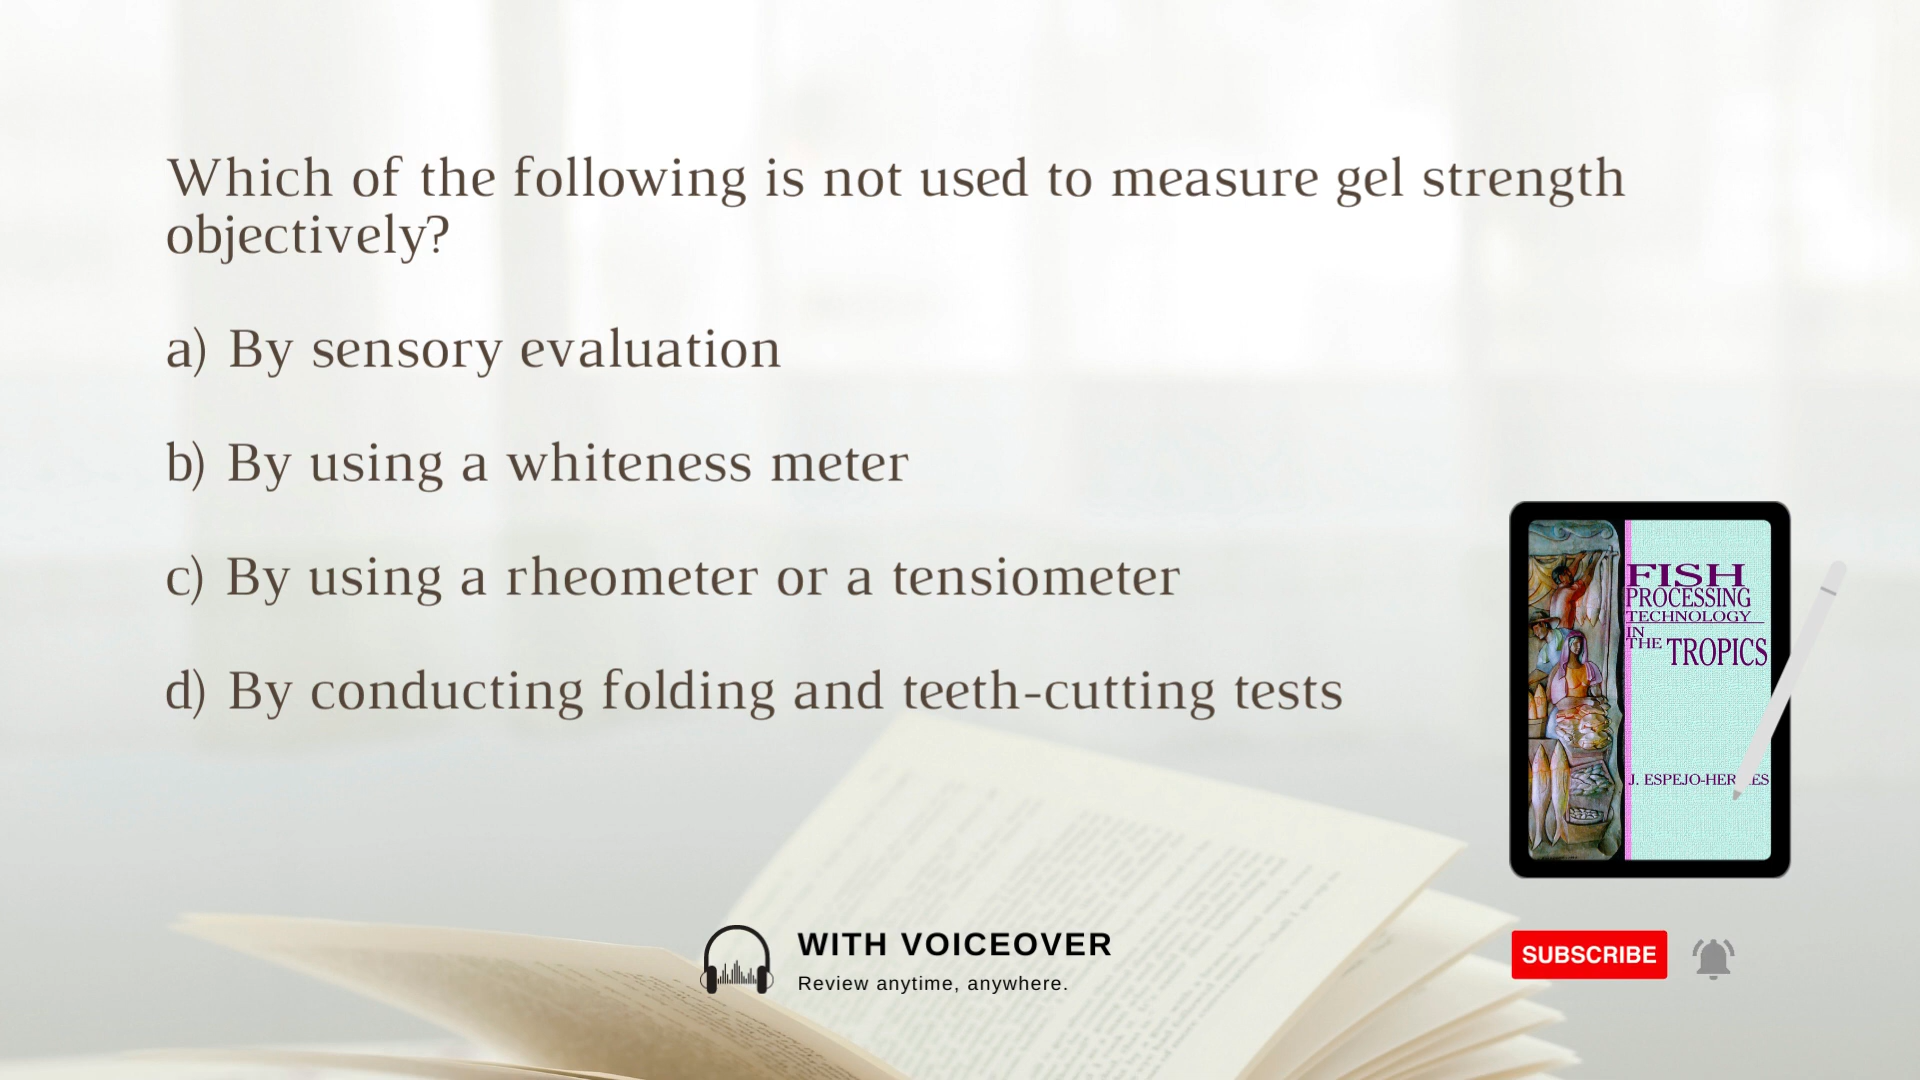 Which of the following is not used to measure gel strength
objectively?
a) By sensory evaluation
b) By using a whiteness meter
c) By using a rheometer or a tensiometer
d) By conducting folding and teeth-cutting tests
FISH
PROCESSING
TECHNOLOGY
IN
THE TROPICS
J. ESPEJO-HER
WITH VOICEOVER
Review anytime, anywhere.
SUBSCRIBE